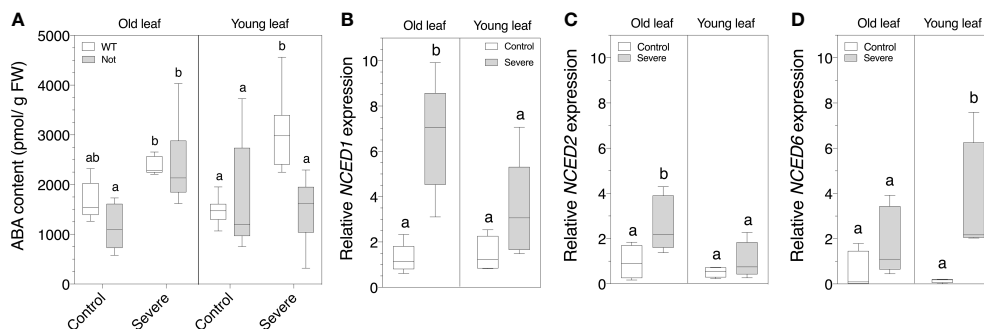 A
Old leaf
Young leaf
ABA content (pmol/ g FW)
5000
4000
3000
2000
1000
0
WT
Not
ab
a
b
b
a
a
b
a
Control
Severe
Control
Severe
B
Old leaf
Young leaf
Relative NCED1 expression
10
8
6
4
2
0
Control
Severe
a
b
a
a
C
Old leaf
Young leaf
Relative NCED2 expression
10
8
6
4
2
0
Control
Severe
a
b
a
a
D
Old leaf
Young leaf
Relative NCED6 expression
10
8
6
4
2
0
Control
Severe
a
a
a
b